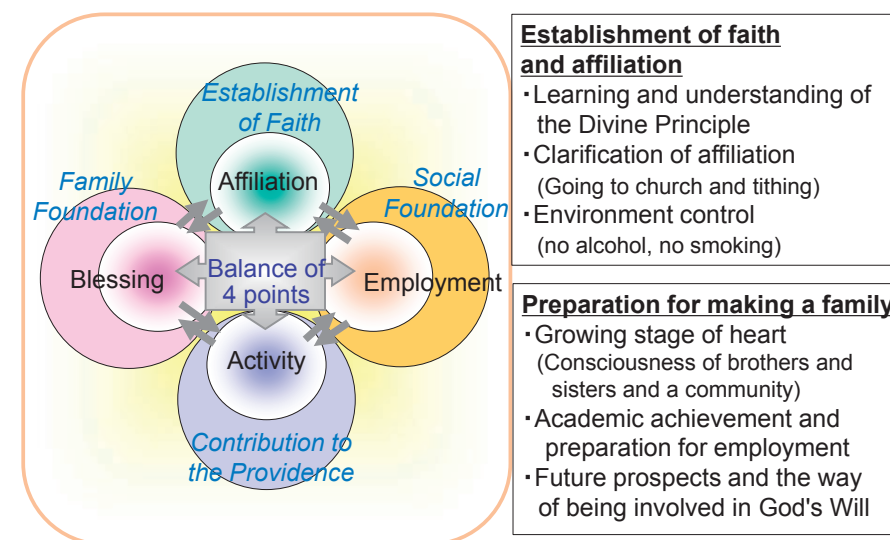 Establishment
of Faith
Affiliation
Family
Foundation
Social
Foundation
Blessing
Balance of
4 points
Employment
Activity
Contribution to
the Providence
Establishment of faith
and affiliation
・Learning and understanding of
the Divine Principle
・Clarification of affiliation
(Going to church and tithing)
・Environment control
(no alcohol, no smoking)
Preparation for making a family
・Growing stage of heart
(Consciousness of brothers and
sisters and a community)
・Academic achievement and
preparation for employment
・Future prospects and the way
of being involved in God's Will